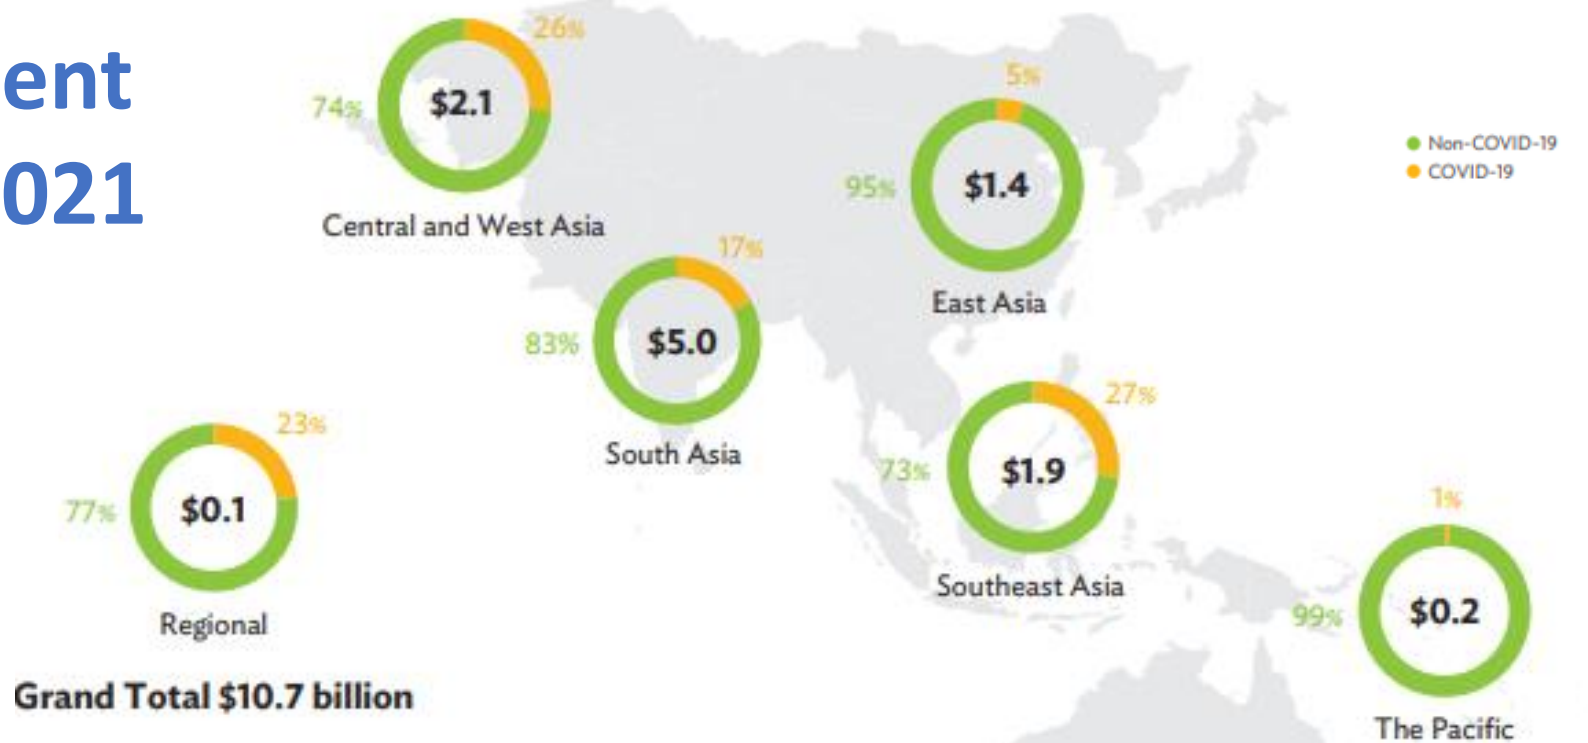 ent
021
26%
74%
$2.1
Central and West Asia
5%
95%
$1.4
East Asia
Non-COVID-19
COVID-19
17%
83%
$5.0
South Asia
27%
73%
$1.9
Southeast Asia
23%
77%
$0.1
Regional
1%
99%
$0.2
The Pacific
Grand Total $10.7 billion